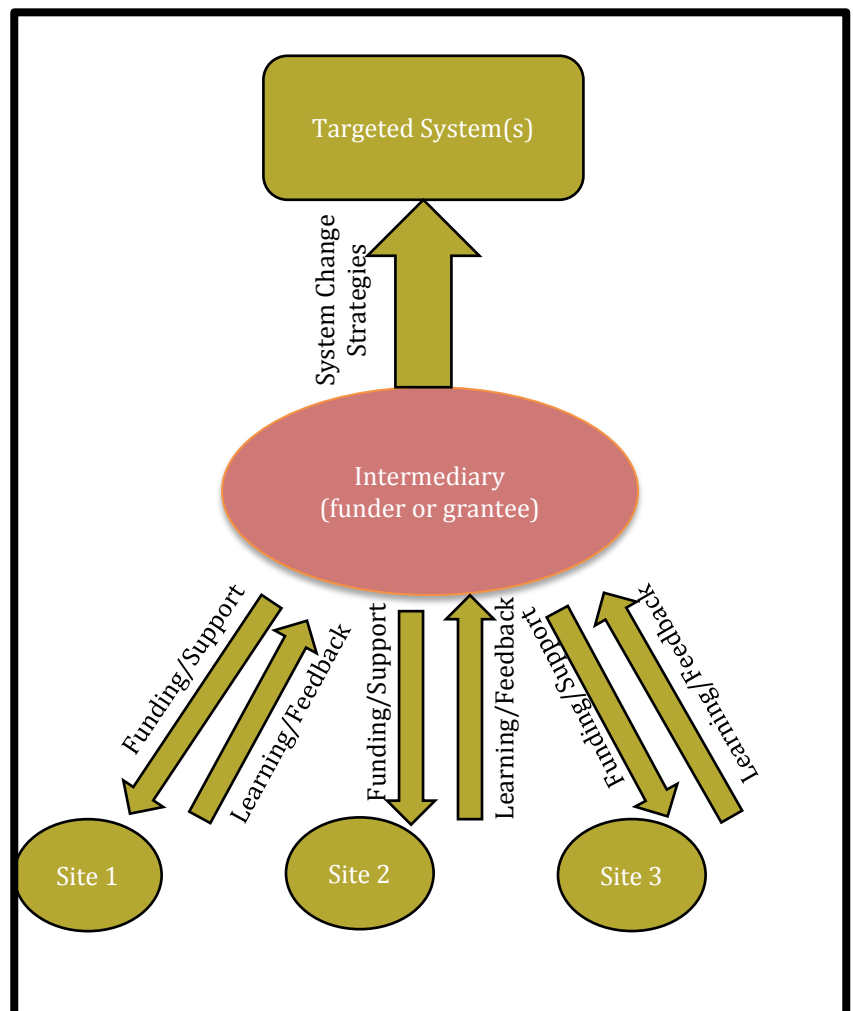 Targeted System(s)
System Change
Strategies
Intermediary
(funder or grantee)
Funding/Support
Learning/Feedback
Funding/Support
Learning/Feedback
Funding/Support
Learning/Feedback
Site 1
Site 2
Site 3